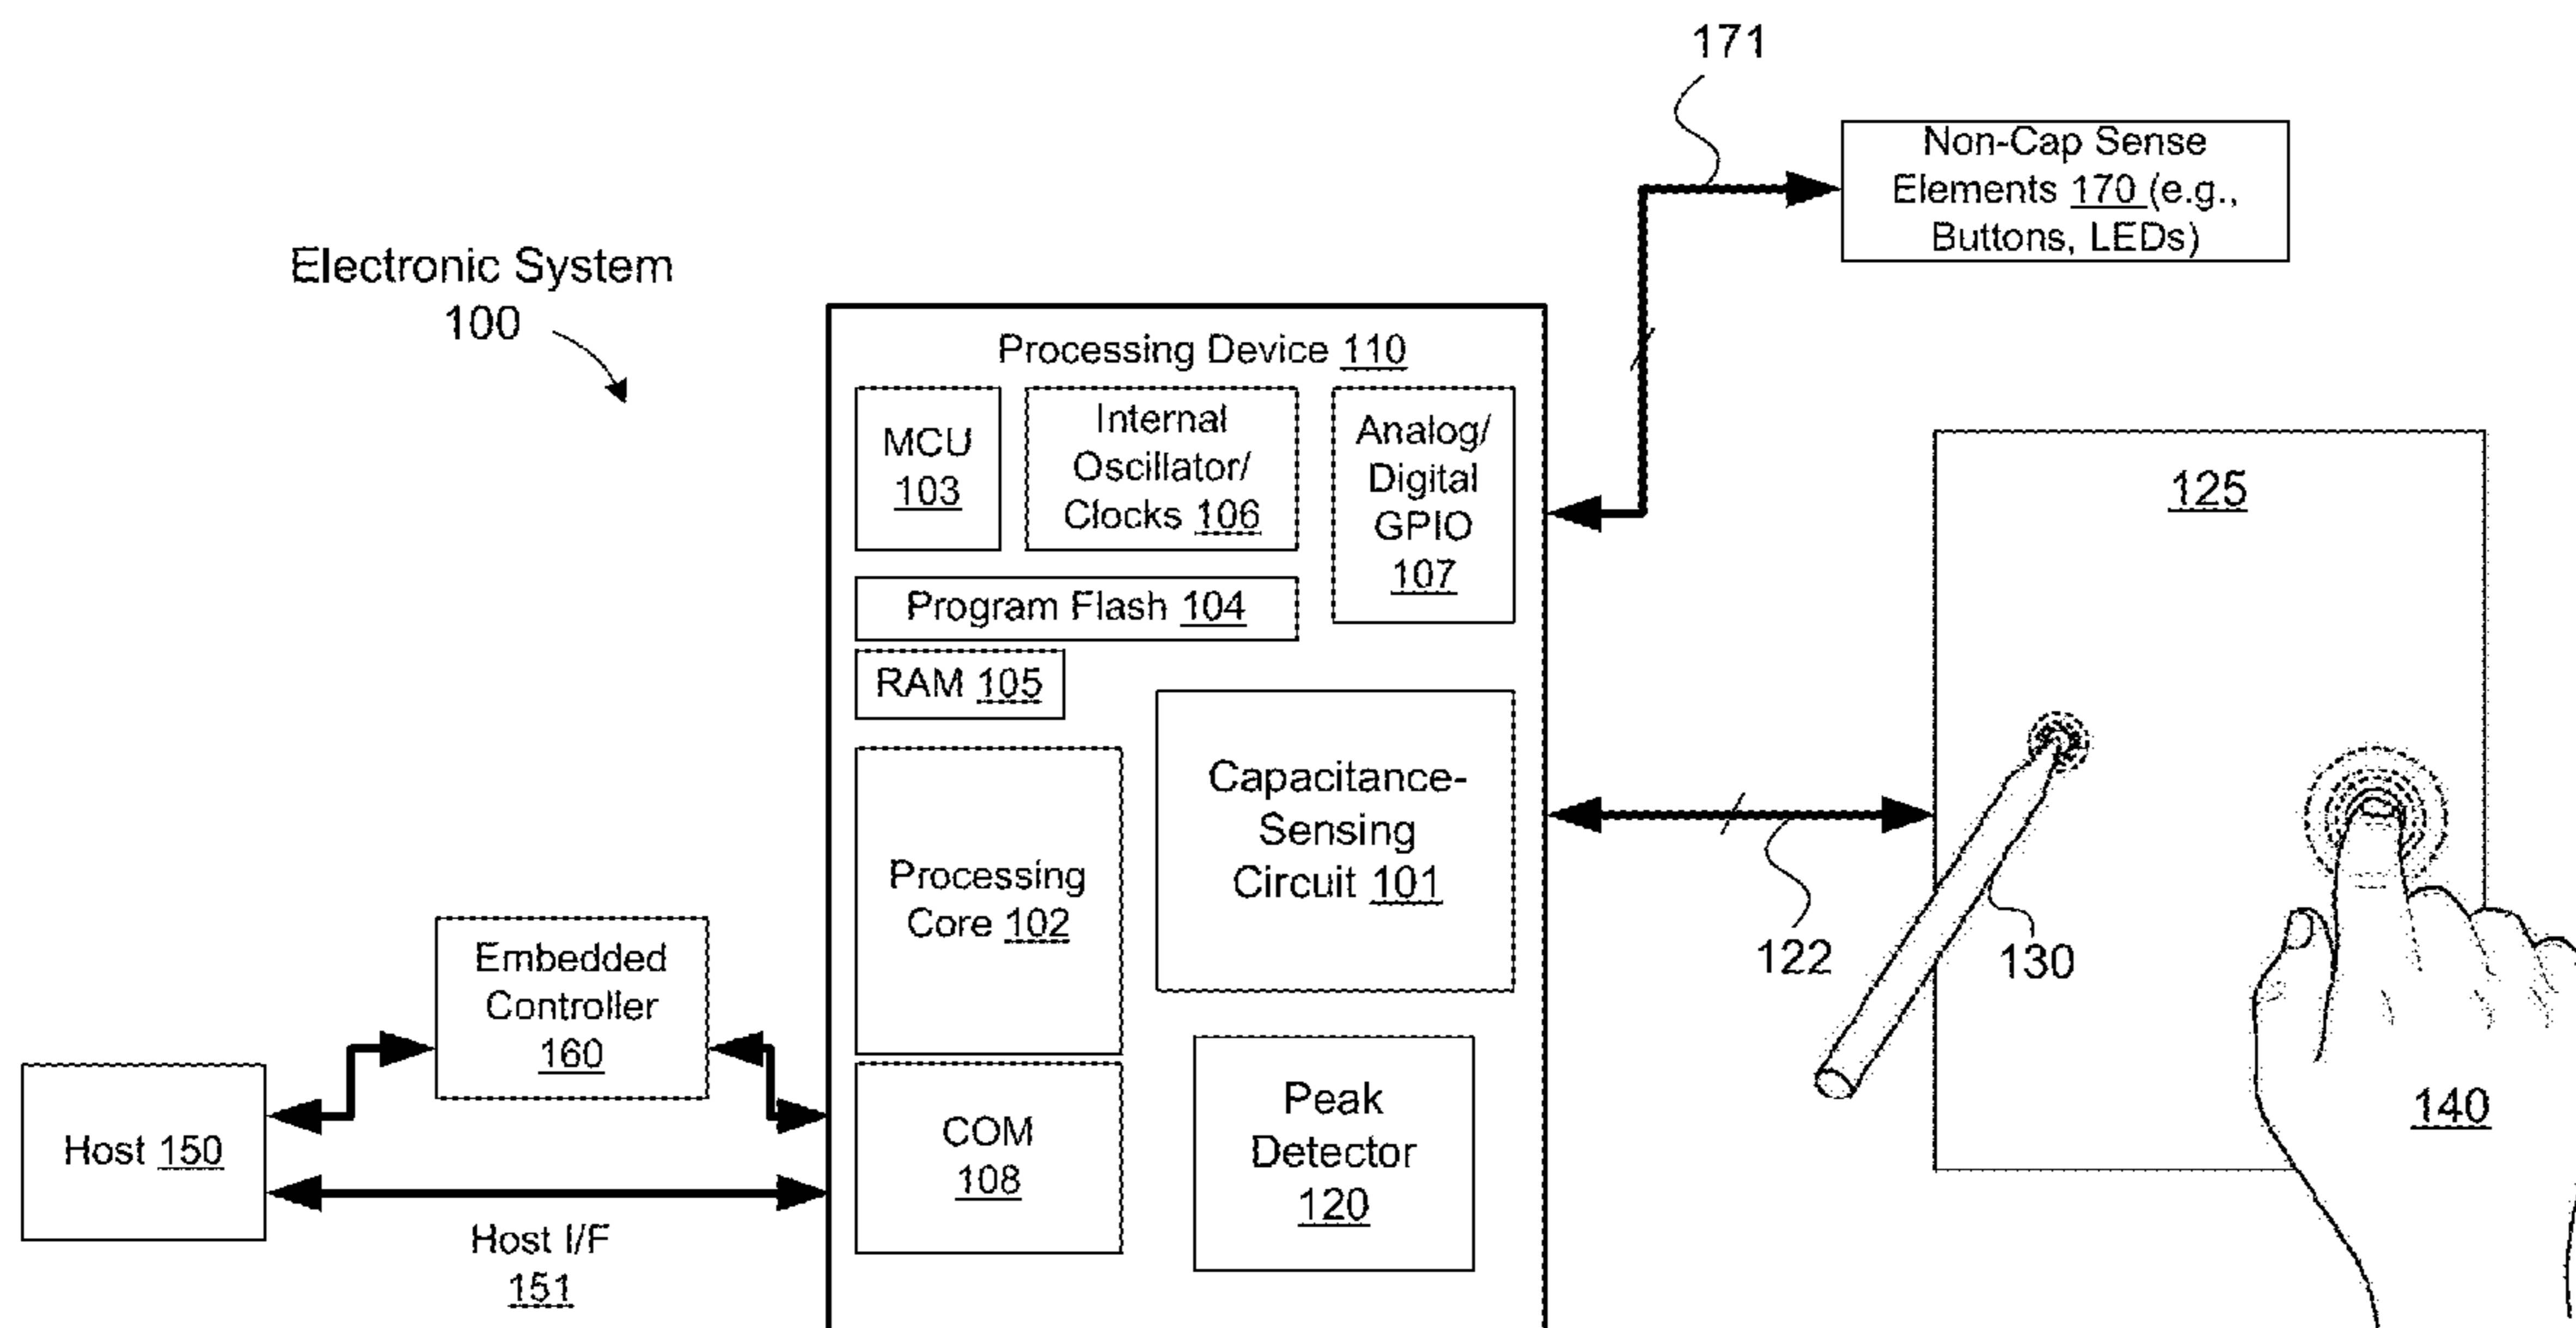 171
Non-Cap Sense
Elements 170 (e.g.,
Buttons, LEDs)
Electronic System
100
Processing Device 110
MCU
103
Internal
Oscillator/
Clocks 106
Analog/
Digital
GPIO
107
Program Flash 104
RAM 105
125
Capacitance-
Sensing
Circuit 101
Processing
Core 102
122
130
Embedded
Controller
160
Host 150
COM
108
Peak
Detector
120
140
Host I/F
151